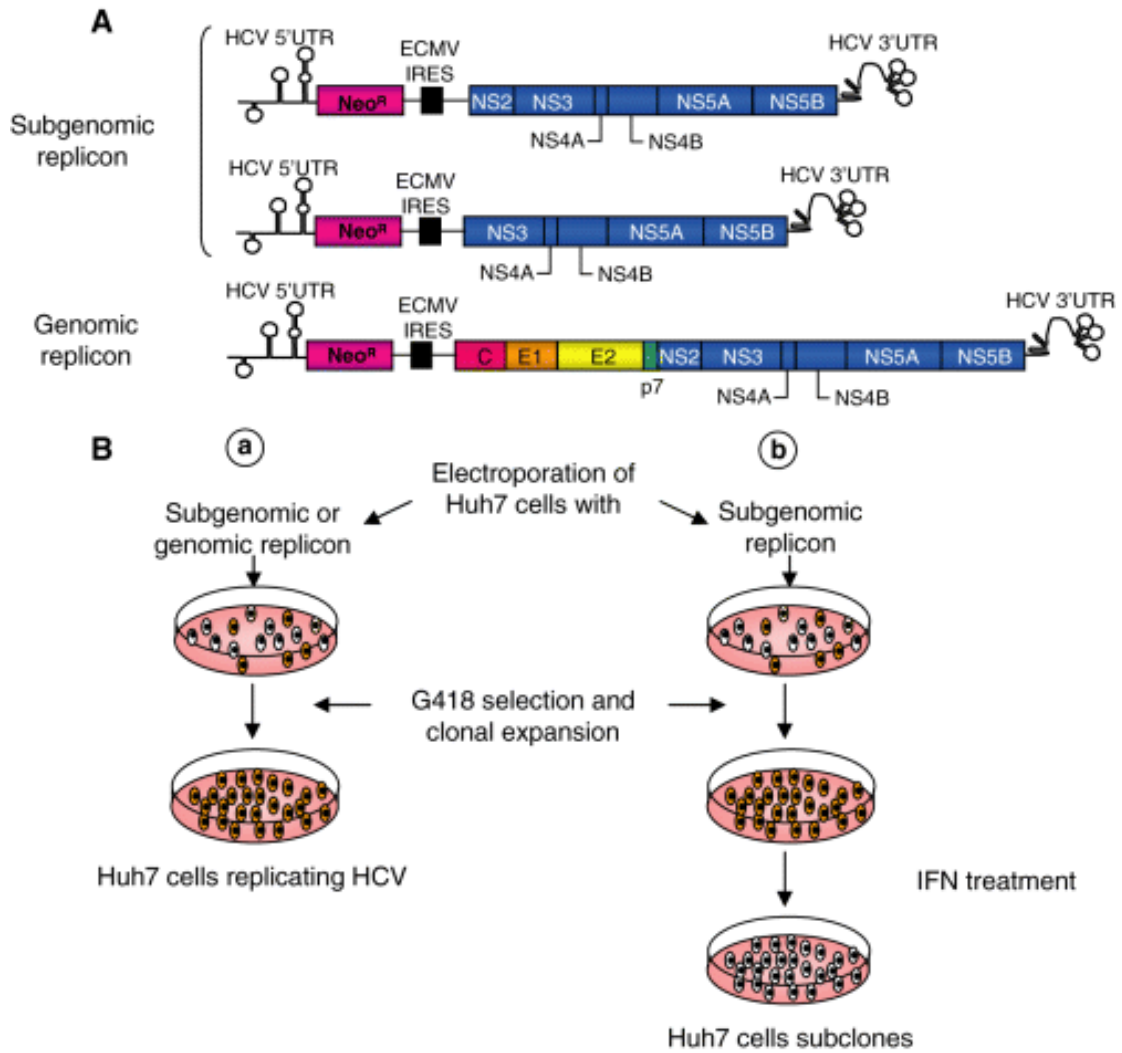 A
HCV 5'UTR
ECMV
IRES
HCV 3'UTR
Neoᴿ
NS2 NS3 NS5A NS5B
NS4A NS4B
Subgenomic
replicon
HCV 5'UTR
ECMV
IRES
HCV 3'UTR
Neoᴿ
NS3 NS5A NS5B
NS4A NS4B
Genomic
replicon
HCV 5'UTR
ECMV
IRES
HCV 3'UTR
Neoᴿ
C E1 E2 NS2 NS3 NS5A NS5B
p7 NS4A NS4B
B
a
b
Electroporation of
Huh7 cells with
Subgenomic or
genomic replicon
Subgenomic
replicon
G418 selection and
clonal expansion
Huh7 cells replicating HCV
IFN treatment
Huh7 cells subclones